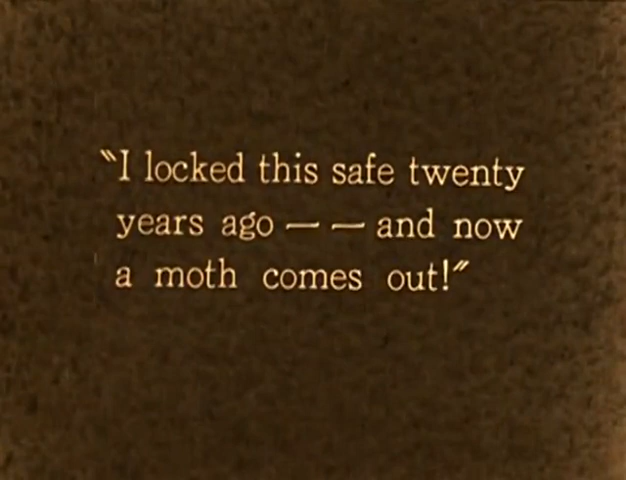 "I locked this safe twenty
years ago — — and now
a moth comes out!"